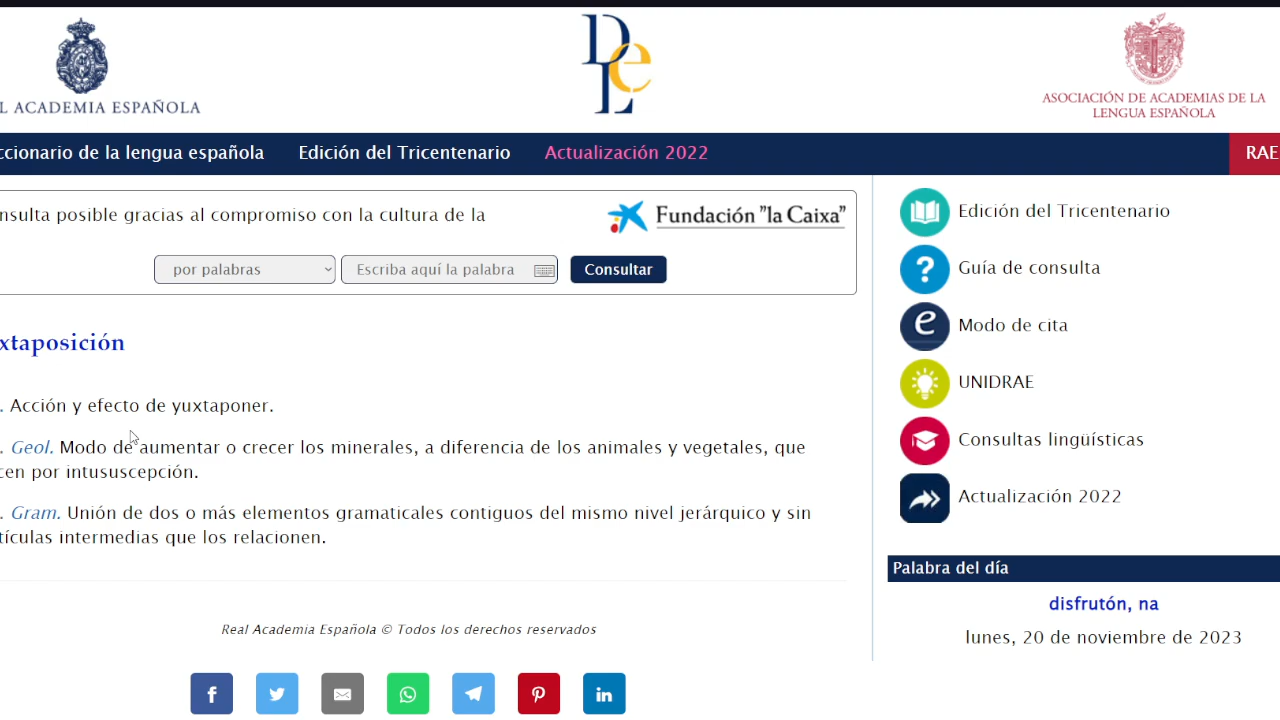 L ACADEMIA ESPAÑOLA
DLe
ASOCIACIÓN DE ACADEMIAS DE LA
LENGUA ESPAÑOLA
ccionario de la lengua española
Edición del Tricentenario
Actualización 2022
RAE
nsulta posible gracias al compromiso con la cultura de la
Fundación "la Caixa"
por palabras
Escriba aquí la palabra
Consultar
xtaposición
. Acción y efecto de yuxtaponer.
. Geol. Modo de aumentar o crecer los minerales, a diferencia de los animales y vegetales, que
cen por intususcepción.
. Gram. Unión de dos o más elementos gramaticales contiguos del mismo nivel jerárquico y sin
tículas intermedias que los relacionen.
Real Academia Española © Todos los derechos reservados
Edición del Tricentenario
Guía de consulta
Modo de cita
UNIDRAE
Consultas lingüísticas
Actualización 2022
Palabra del día
disfrutón, na
lunes, 20 de noviembre de 2023